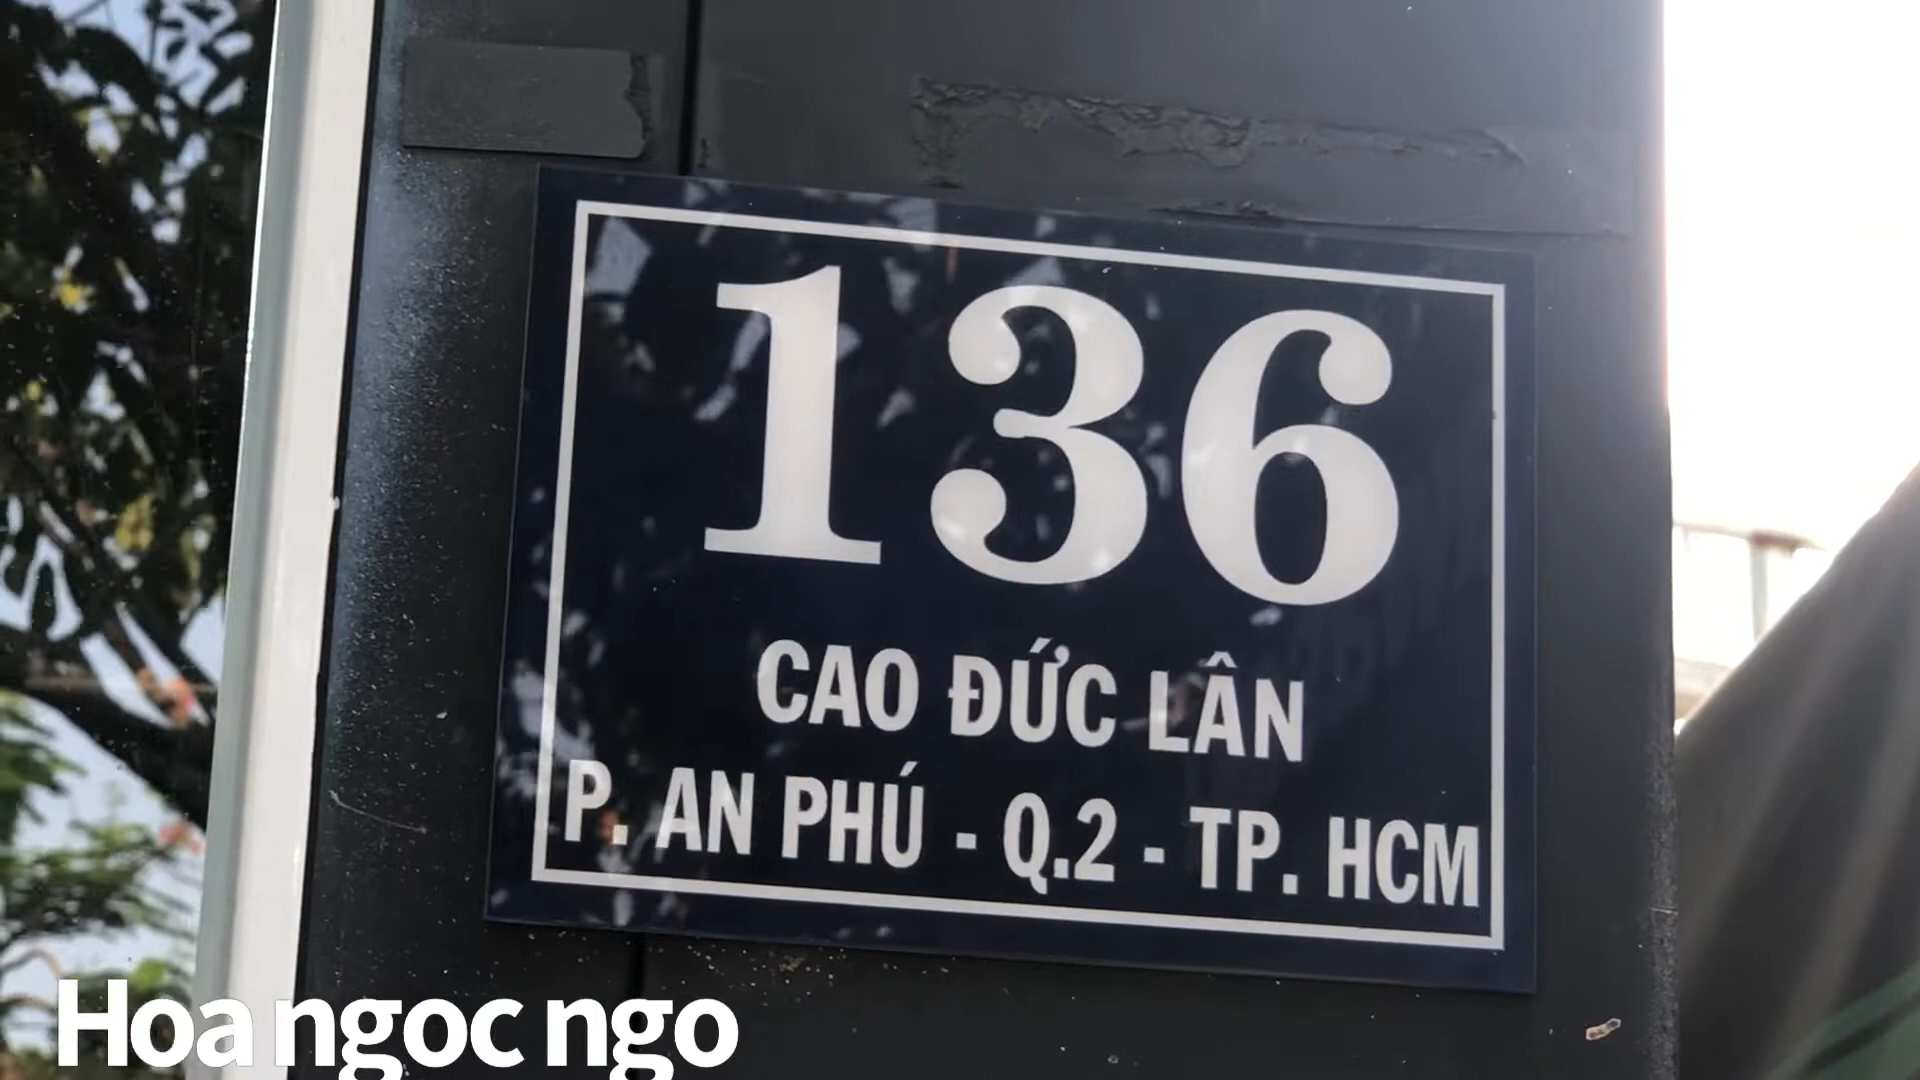 136
CAO ĐỨC LÂN
P. AN PHÚ - Q.2 - TP. HCM
Hoa ngoc ngo